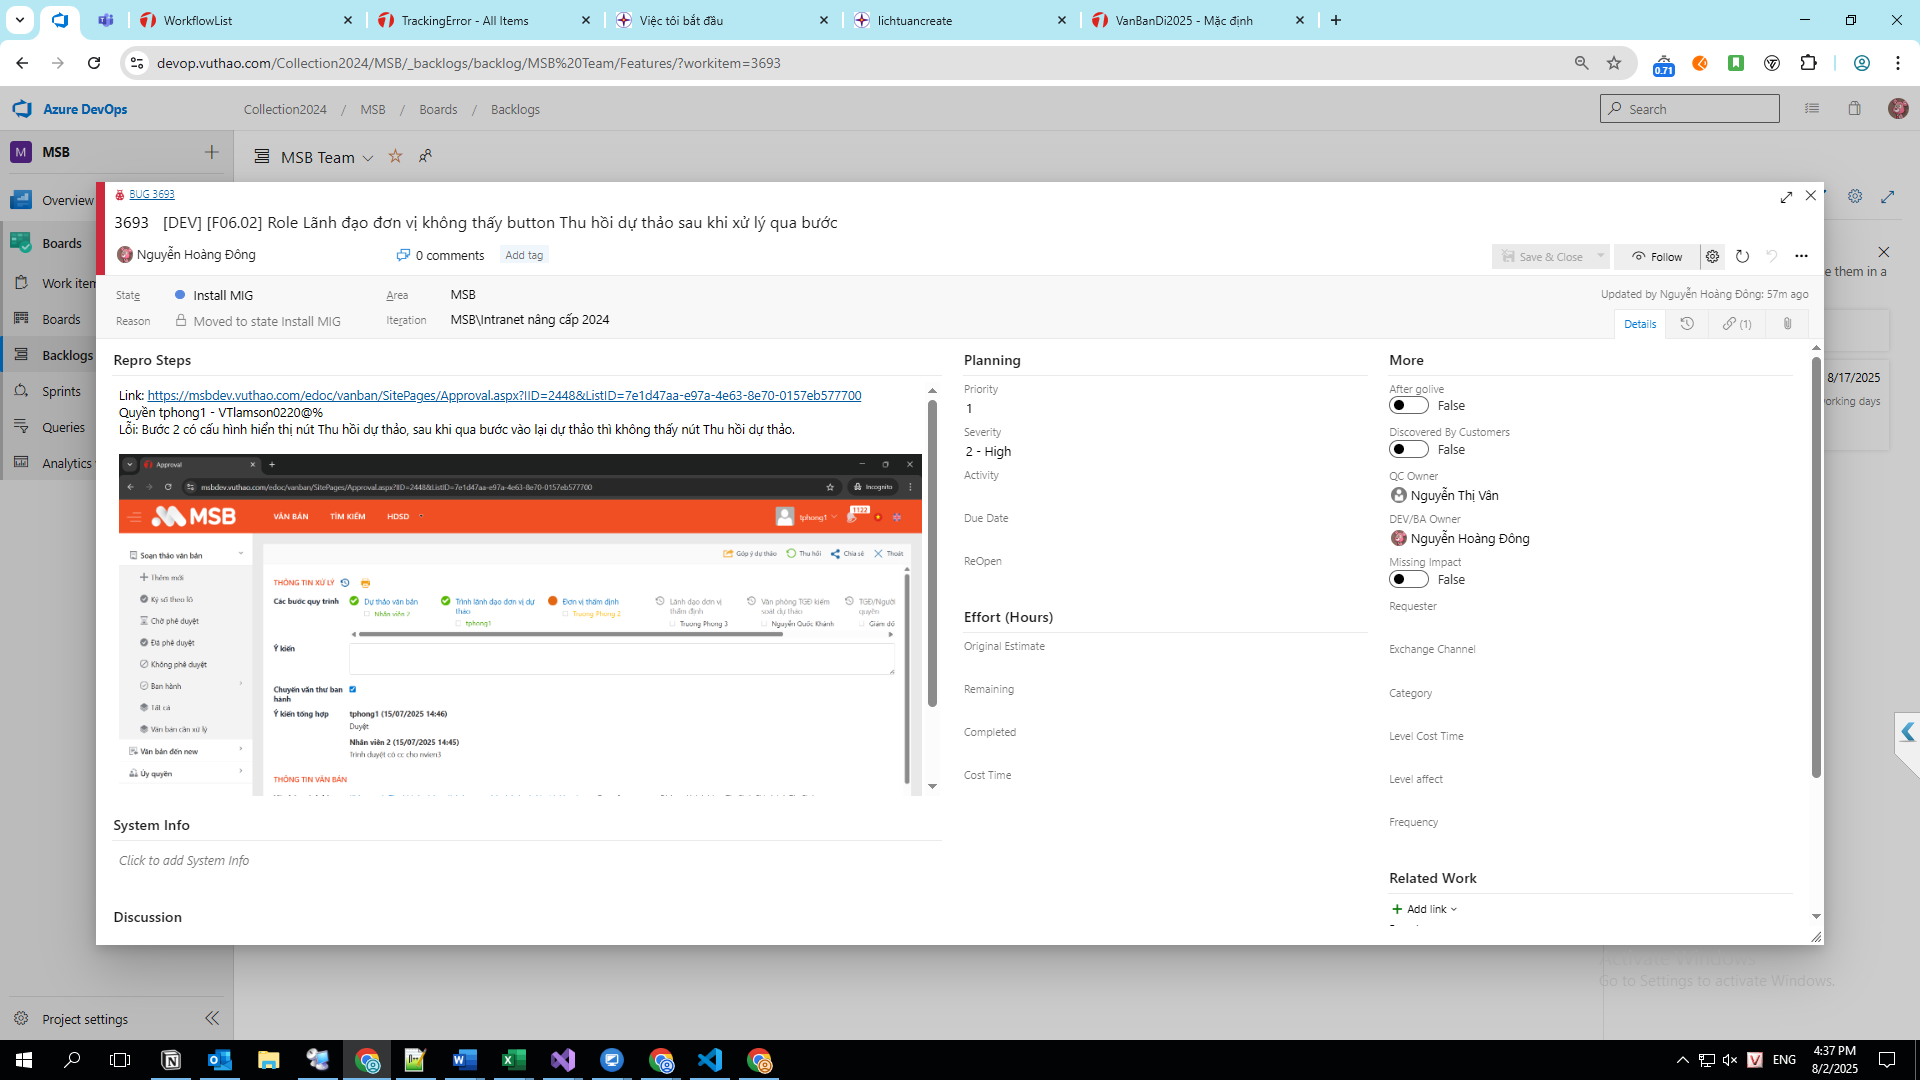 WorkflowList
TrackingError - All Items
Việc tôi bắt đầu
lichtuancreate
VanBanDi2025 - Mặc định
devop.vuthao.com/Collection2024/MSB/_backlogs/backlog/MSB%20Team/Features/?workitem=3693
0.71
Azure DevOps
Collection2024 / MSB / Boards / Backlogs
Search
M MSB
MSB Team
Overview
Boards
Work item
Boards
Backlogs
Sprints
Queries
Analytics
Project settings
e them in a
8/17/2025
orking days
BUG 3693
3693 [DEV] [F06.02] Role Lãnh đạo đơn vị không thấy button Thu hồi dự thảo sau khi xử lý qua bước
Nguyễn Hoàng Đông
0 comments
Add tag
Save & Close
Follow
State
Install MIG
Area
MSB
Updated by Nguyễn Hoàng Đông: 57m ago
Reason
Moved to state Install MIG
Iteration
MSB\Intranet nâng cấp 2024
Details
(1)
Repro Steps
Link: https://msbdev.vuthao.com/edoc/vanban/SitePages/Approval.aspx?IID=2448&ListID=7e1d47aa-e97a-4e63-8e70-0157eb577700
Quyền tphong1 - VTlamson0220@%
Lỗi: Bước 2 có cấu hình hiển thị nút Thu hồi dự thảo, sau khi qua bước vào lại dự thảo thì không thấy nút Thu hồi dự thảo.
Approval
msbdev.vuthao.com/edoc/vanban/SitePages/Approval.aspx?IID=2448&ListID=7e1d47aa-e97a-4e63-8e70-0157eb577700
Incognito
MSB
VĂN BẢN
TÌM KIẾM
HDSD
tphong1
1122
Soạn thảo văn bản
Thêm mới
Ký số theo lô
Chờ phê duyệt
Đã phê duyệt
Không phê duyệt
Ban hành
Tất cả
Văn bản cần xử lý
Văn bản đến new
Ủy quyền
Góp ý dự thảo
Thu hồi
Chia sẻ
Thoát
THÔNG TIN XỬ LÝ
Các bước quy trình
Dự thảo văn bản
Nhân viên 2
Trình lãnh đạo đơn vị dự
thảo
tphong1
Đơn vị thẩm định
Truong Phong 2
Lãnh đạo đơn vị
thẩm định
Truong Phong 3
Văn phòng TGĐ kiểm
soát dự thảo
Nguyễn Quốc Khánh
TGĐ/Người
quyền
Giám đố
Ý kiến
Chuyển văn thư ban
hành
Ý kiến tổng hợp
tphong1 (15/07/2025 14:46)
Duyệt
Nhân viên 2 (15/07/2025 14:45)
Trình duyệt có cc cho nvien3
THÔNG TIN VĂN BẢN
System Info
Click to add System Info
Discussion
Planning
Priority
1
Severity
2 - High
Activity
Due Date
ReOpen
Effort (Hours)
Original Estimate
Remaining
Completed
Cost Time
More
After golive
False
Discovered By Customers
False
QC Owner
Nguyễn Thị Vân
DEV/BA Owner
Nguyễn Hoàng Đông
Missing Impact
False
Requester
Exchange Channel
Category
Level Cost Time
Level affect
Frequency
Related Work
Add link
Activate Windows
Go to Settings to activate Windows.
ENG
4:37 PM
8/2/2025